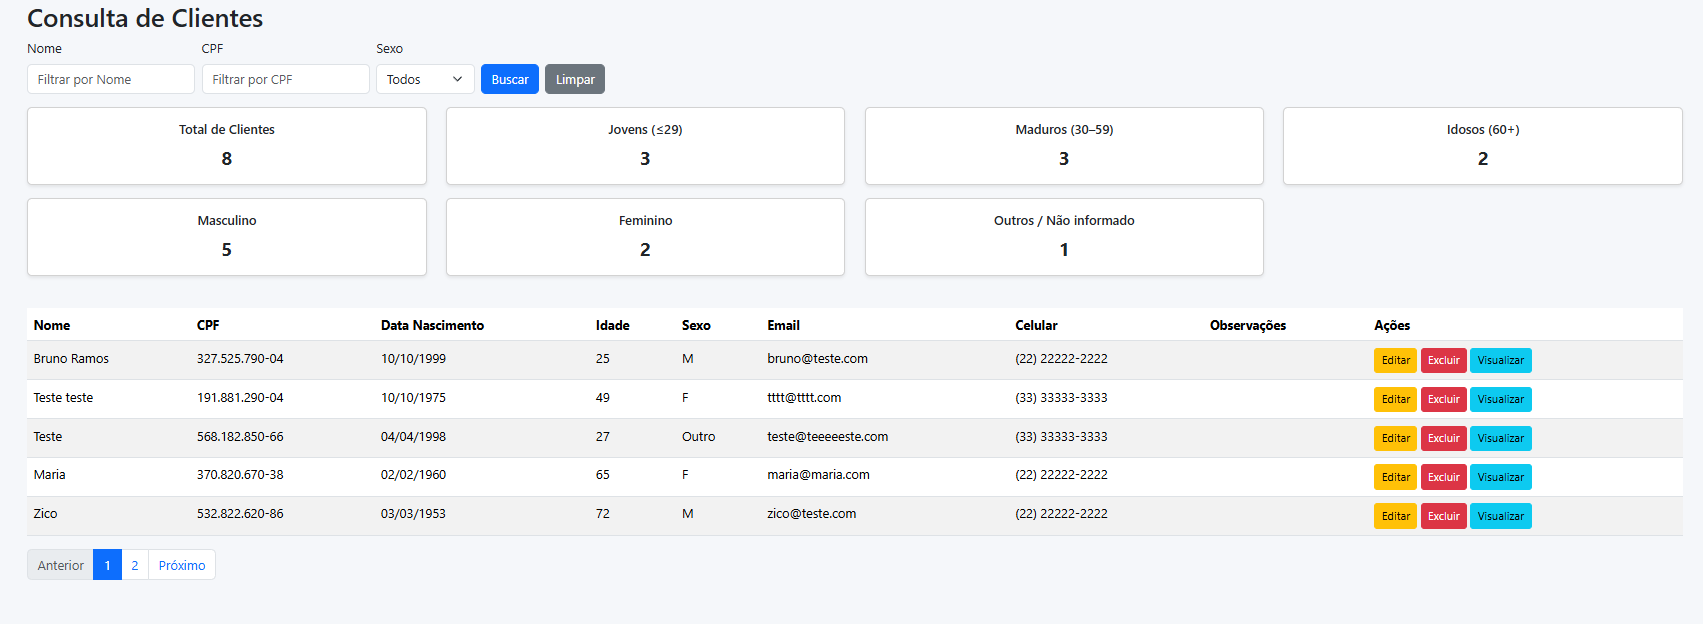 Consulta de Clientes
Nome CPF Sexo
Filtrar por Nome Filtrar por CPF Todos Buscar Limpar
Total de Clientes Jovens (≤29) Maduros (30–59) Idosos (60+)
8 3 3 2
Masculino Feminino Outros / Não informado
5 2 1
Nome CPF Data Nascimento Idade Sexo Email Celular Observações Ações
Bruno Ramos 327.525.790-04 10/10/1999 25 M bruno@teste.com (22) 22222-2222 Editar Excluir Visualizar
Teste teste 191.881.290-04 10/10/1975 49 F tttt@tttt.com (33) 33333-3333 Editar Excluir Visualizar
Teste 568.182.850-66 04/04/1998 27 Outro teste@teeeeeste.com (33) 33333-3333 Editar Excluir Visualizar
Maria 370.820.670-38 02/02/1960 65 F maria@maria.com (22) 22222-2222 Editar Excluir Visualizar
Zico 532.822.620-86 03/03/1953 72 M zico@teste.com (22) 22222-2222 Editar Excluir Visualizar
Anterior 1 2 Próximo